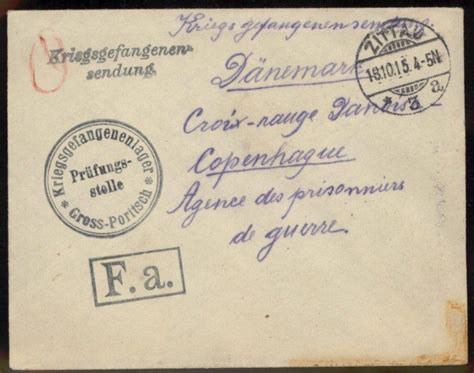 Kriegsgefangenensendung.
Kriegsgefangenen-
sendung.
ZITTAU
18.10.15. 4-5N.
* z a
Dänemark
Croix-rouge Danois
Copenhague
Agence des prisonniers
de guerre.
* Kriegsgefangenenlager *
Gross-Poritsch
Prüfungs-
stelle
F. a.